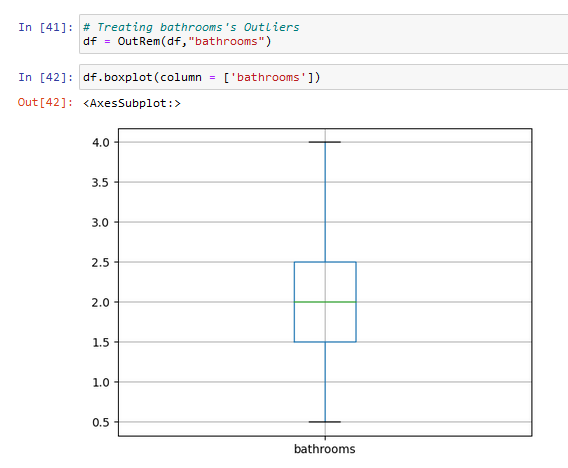 In [41]: # Treating bathrooms's Outliers
df = OutRem(df,"bathrooms")
In [42]: df.boxplot(column = ['bathrooms'])
Out[42]: <AxesSubplot:>
4.0
3.5
3.0
2.5
2.0
1.5
1.0
0.5
bathrooms